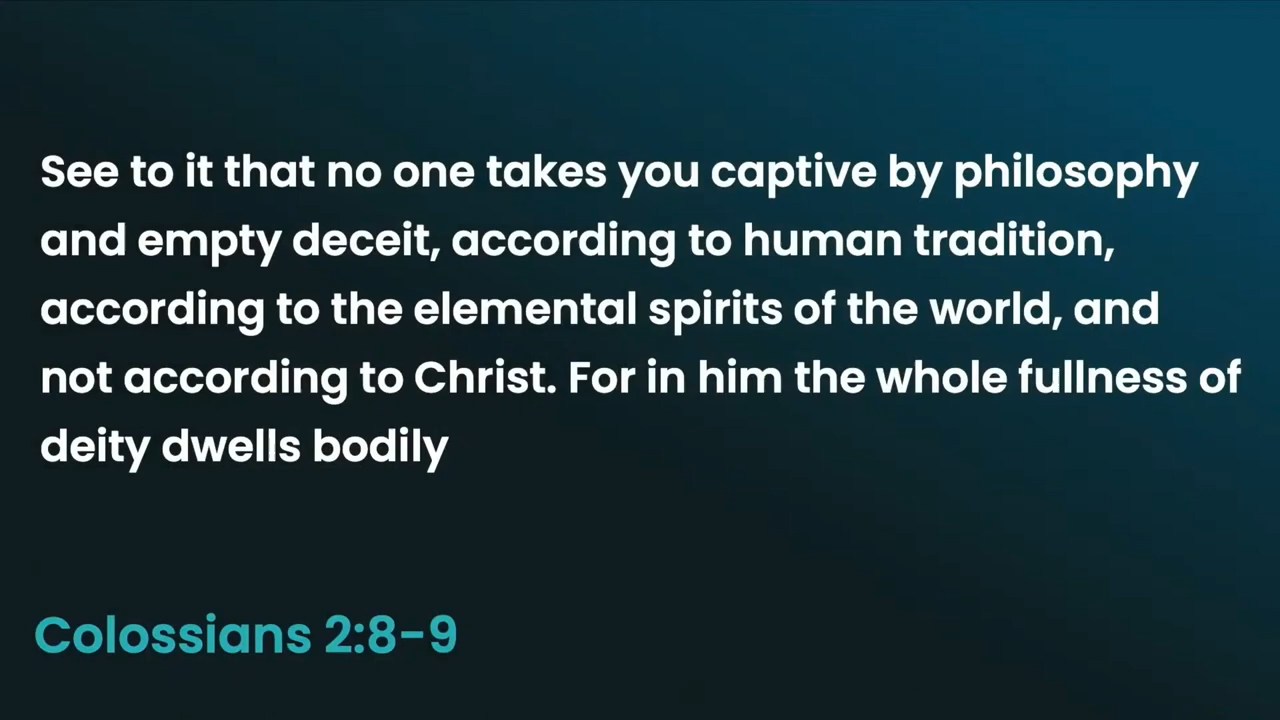 See to it that no one takes you captive by philosophy
and empty deceit, according to human tradition,
according to the elemental spirits of the world, and
not according to Christ. For in him the whole fullness of
deity dwells bodily
Colossians 2:8-9